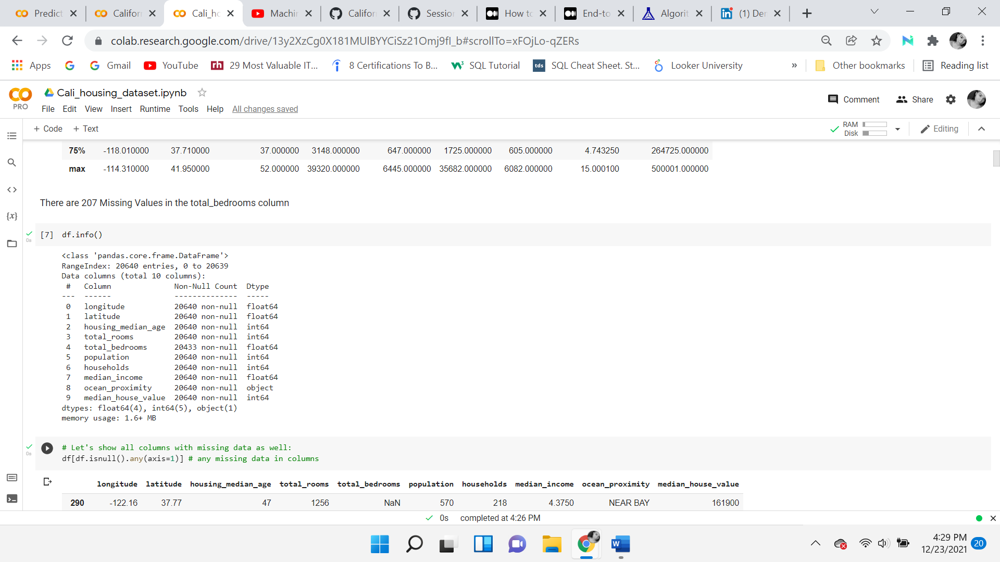 Predict
Califor
Cali_ho
Machin
Califor
Session
How to
End-to
Algorit
(1) Der
colab.research.google.com/drive/13y2XzCg0X181MUlBYYCiSz21Omj9fI_b#scrollTo=xFOjLo-qZERs
Apps Gmail YouTube 29 Most Valuable IT... 8 Certifications To B... SQL Tutorial SQL Cheat Sheet. St... Looker University » Other bookmarks Reading list
Cali_housing_dataset.ipynb
PRO
File Edit View Insert Runtime Tools Help All changes saved
Comment Share
+ Code + Text
RAM
Disk
Editing
75% -118.010000 37.710000 37.000000 3148.000000 647.000000 1725.000000 605.000000 4.743250 264725.000000
max -114.310000 41.950000 52.000000 39320.000000 6445.000000 35682.000000 6082.000000 15.000100 500001.000000
There are 207 Missing Values in the total_bedrooms column
0s
[7] df.info()
<class 'pandas.core.frame.DataFrame'>
RangeIndex: 20640 entries, 0 to 20639
Data columns (total 10 columns):
# Column Non-Null Count Dtype
--- ------ -------------- -----
0 longitude 20640 non-null float64
1 latitude 20640 non-null float64
2 housing_median_age 20640 non-null int64
3 total_rooms 20640 non-null int64
4 total_bedrooms 20433 non-null float64
5 population 20640 non-null int64
6 households 20640 non-null int64
7 median_income 20640 non-null float64
8 ocean_proximity 20640 non-null object
9 median_house_value 20640 non-null int64
dtypes: float64(4), int64(5), object(1)
memory usage: 1.6+ MB
0s
# Let's show all columns with missing data as well:
df[df.isnull().any(axis=1)] # any missing data in columns
longitude latitude housing_median_age total_rooms total_bedrooms population households median_income ocean_proximity median_house_value
290 -122.16 37.77 47 1256 NaN 570 218 4.3750 NEAR BAY 161900
0s completed at 4:26 PM
4:29 PM
12/23/2021
20